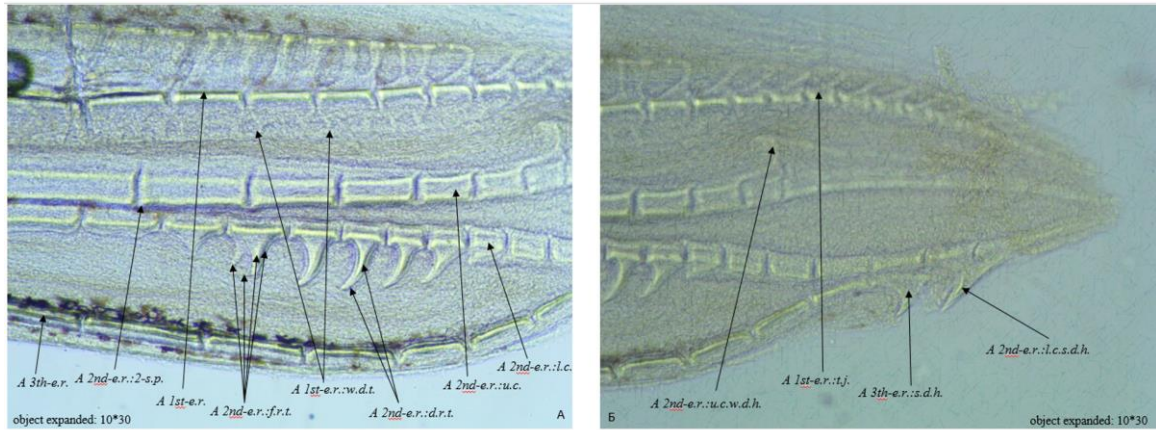 A 3th-e.r.
A 2nd-e.r.:2-s.p.
A 1st-e.r.
A 2nd-e.r.:f.r.t.
A 1st-e.r.:w.d.t.
A 2nd-e.r.:d.r.t.
A 2nd-e.r.:u.c.
A 2nd-e.r.:l.c.
object expanded: 10*30
А
A 2nd-e.r.:u.c.w.d.h.
A 1st-e.r.:t.j.
A 3th-e.r.:s.d.h.
A 2nd-e.r.:l.c.s.d.h.
Б
object expanded: 10*30